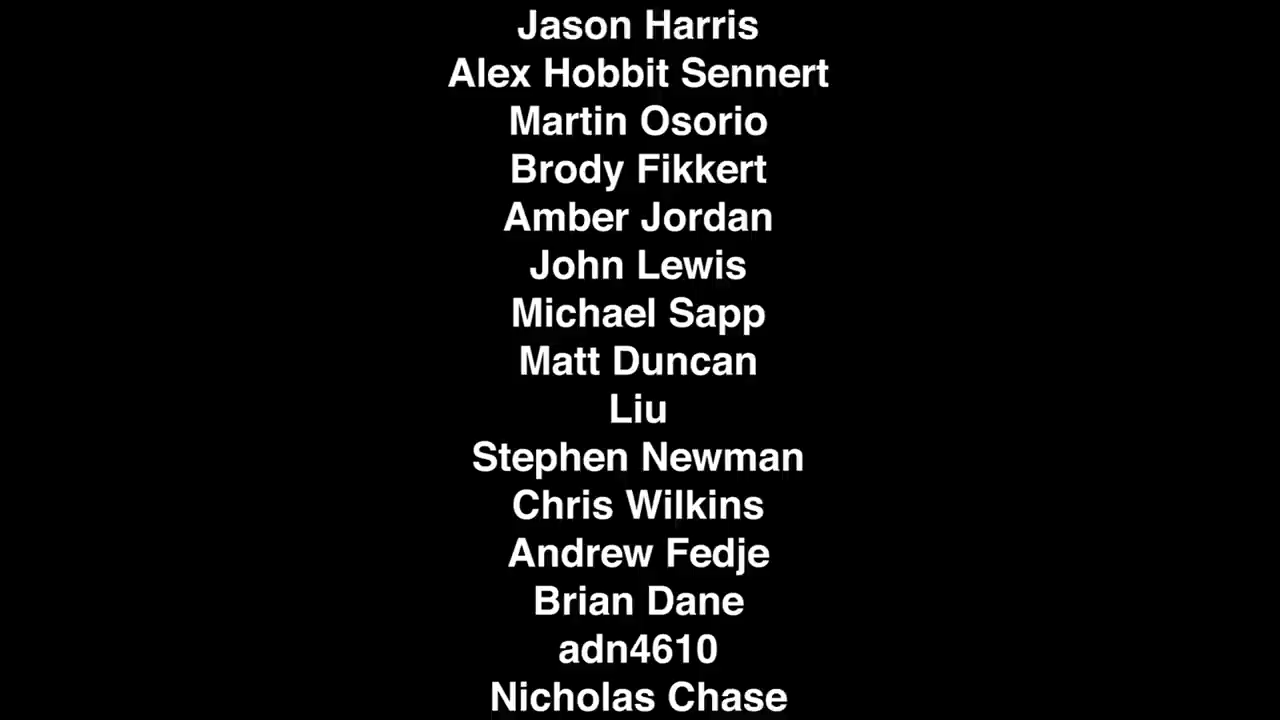 Jason Harris
Alex Hobbit Sennert
Martin Osorio
Brody Fikkert
Amber Jordan
John Lewis
Michael Sapp
Matt Duncan
Liu
Stephen Newman
Chris Wilkins
Andrew Fedje
Brian Dane
adn4610
Nicholas Chase